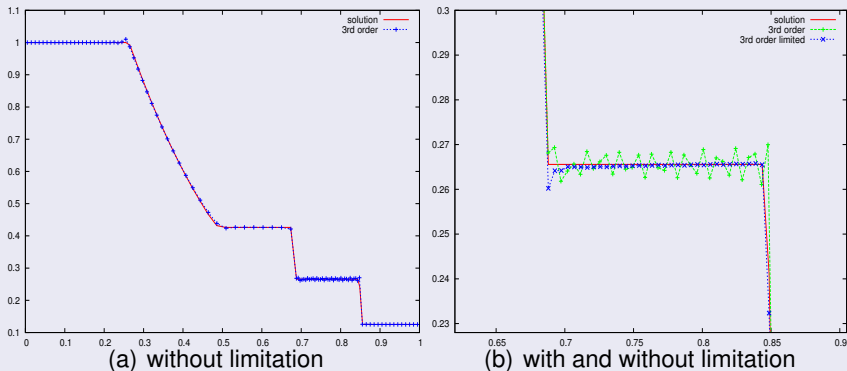 1.1
1
0.9
0.8
0.7
0.6
0.5
0.4
0.3
0.2
0.1
0 0.1 0.2 0.3 0.4 0.5 0.6 0.7 0.8 0.9 1
solution
3rd order
(a) without limitation
0.3
0.29
0.28
0.27
0.26
0.25
0.24
0.23
0.65 0.7 0.75 0.8 0.85 0.9
solution
3rd order
3rd order limited
(b) with and without limitation